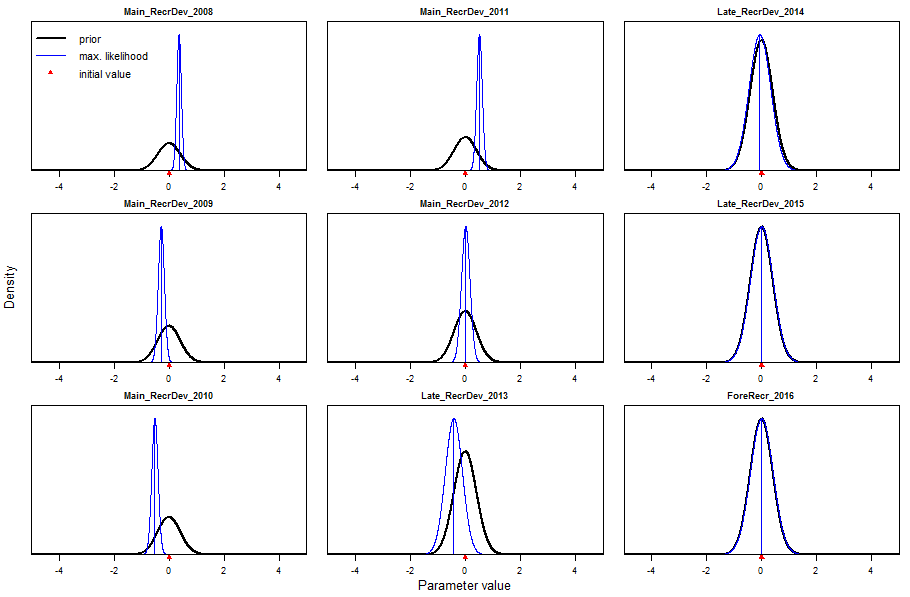 Main_RecrDev_2008
prior
max. likelihood
initial value
-4 -2 0 2 4
Main_RecrDev_2011
-4 -2 0 2 4
Late_RecrDev_2014
-4 -2 0 2 4
Main_RecrDev_2009
-4 -2 0 2 4
Main_RecrDev_2012
-4 -2 0 2 4
Late_RecrDev_2015
-4 -2 0 2 4
Main_RecrDev_2010
-4 -2 0 2 4
Late_RecrDev_2013
-4 -2 0 2 4
ForeRecr_2016
-4 -2 0 2 4
Density
Parameter value